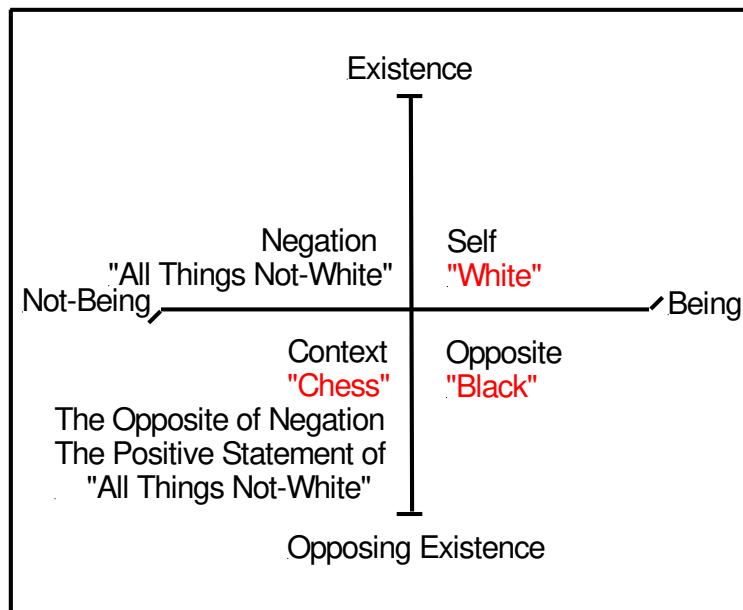 Existence
Negation
"All Things Not-White"
Self
"White"
Not-Being
Being
Context
"Chess"
Opposite
"Black"
The Opposite of Negation
The Positive Statement of
"All Things Not-White"
Opposing Existence